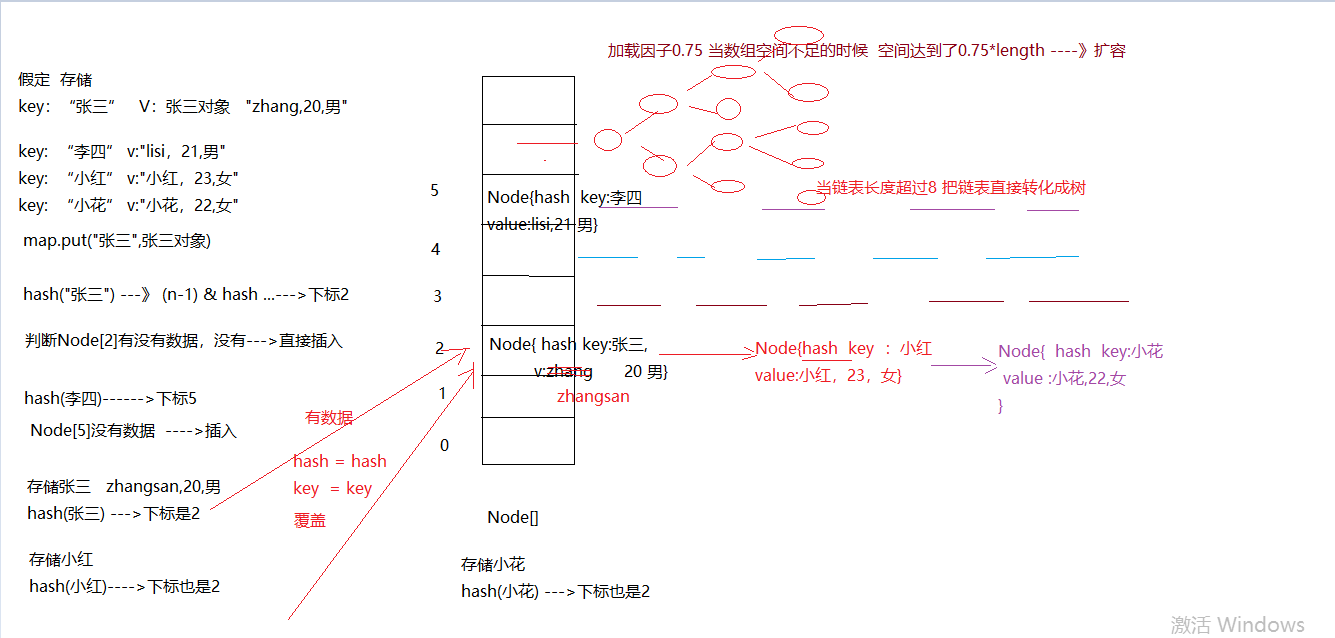 加载因子0.75 当数组空间不足的时候 空间达到了0.75*length ----》扩容
假定 存储
key: “张三” V：张三对象 "zhang,20,男"
key: “李四” v:"lisi，21,男"
key: “小红” v:"小红，23,女"
key: “小花” v:"小花，22,女"
map.put("张三",张三对象)
hash("张三") ---》 (n-1) & hash ...--->下标2
判断Node[2]有没有数据，没有--->直接插入
hash(李四)------>下标5
Node[5]没有数据 ---->插入
存储张三 zhangsan,20,男
hash(张三) --->下标是2
存储小红
hash(小红)---->下标也是2
有数据
hash = hash
key = key
覆盖
5
4
3
2
1
0
Node{hash key:李四
value:lisi,21 男}
当链表长度超过8 把链表直接转化成树
Node{ hash key:张三,
v:zhang 20 男}
zhangsan
Node{hash key ：小红
value:小红，23，女}
Node{ hash key:小花
value :小花,22,女
}
Node[]
存储小花
hash(小花) --->下标也是2
激活 Windows